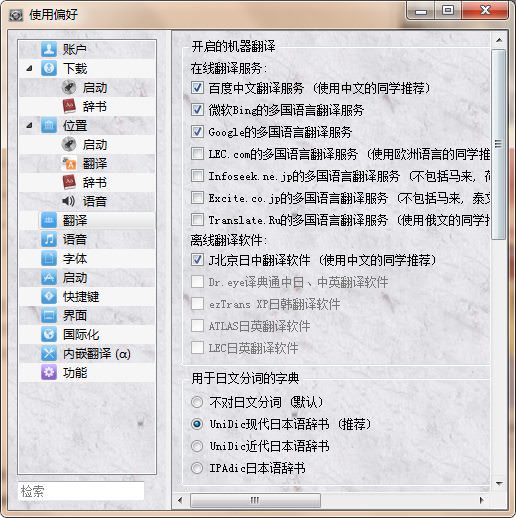 使用偏好
账户
下载
启动
辞书
位置
启动
翻译
辞书
语音
翻译
语音
字体
启动
快捷键
界面
国际化
内嵌翻译 (α)
功能
检索
开启的机器翻译
在线翻译服务:
百度中文翻译服务 (使用中文的同学推荐)
微软Bing的多国语言翻译服务
Google的多国语言翻译服务
LEC.com的多国语言翻译服务 (使用欧洲语言的同学推
Infoseek.ne.jp的多国语言翻译服务 (不包括马来,
Excite.co.jp的多国语言翻译服务 (不包括马来, 泰文
Translate.Ru的多国语言翻译服务 (使用俄文的同学
离线翻译软件:
J北京日中翻译软件 (使用中文的同学推荐)
Dr.eye译典通中日、中英翻译软件
ezTrans XP日韩翻译软件
ATLAS日英翻译软件
LEC日英翻译软件
用于日文分词的字典
不对日文分词 (默认)
UniDic现代日本语辞书 (推荐)
UniDic近代日本语辞书
IPAdic日本语辞书